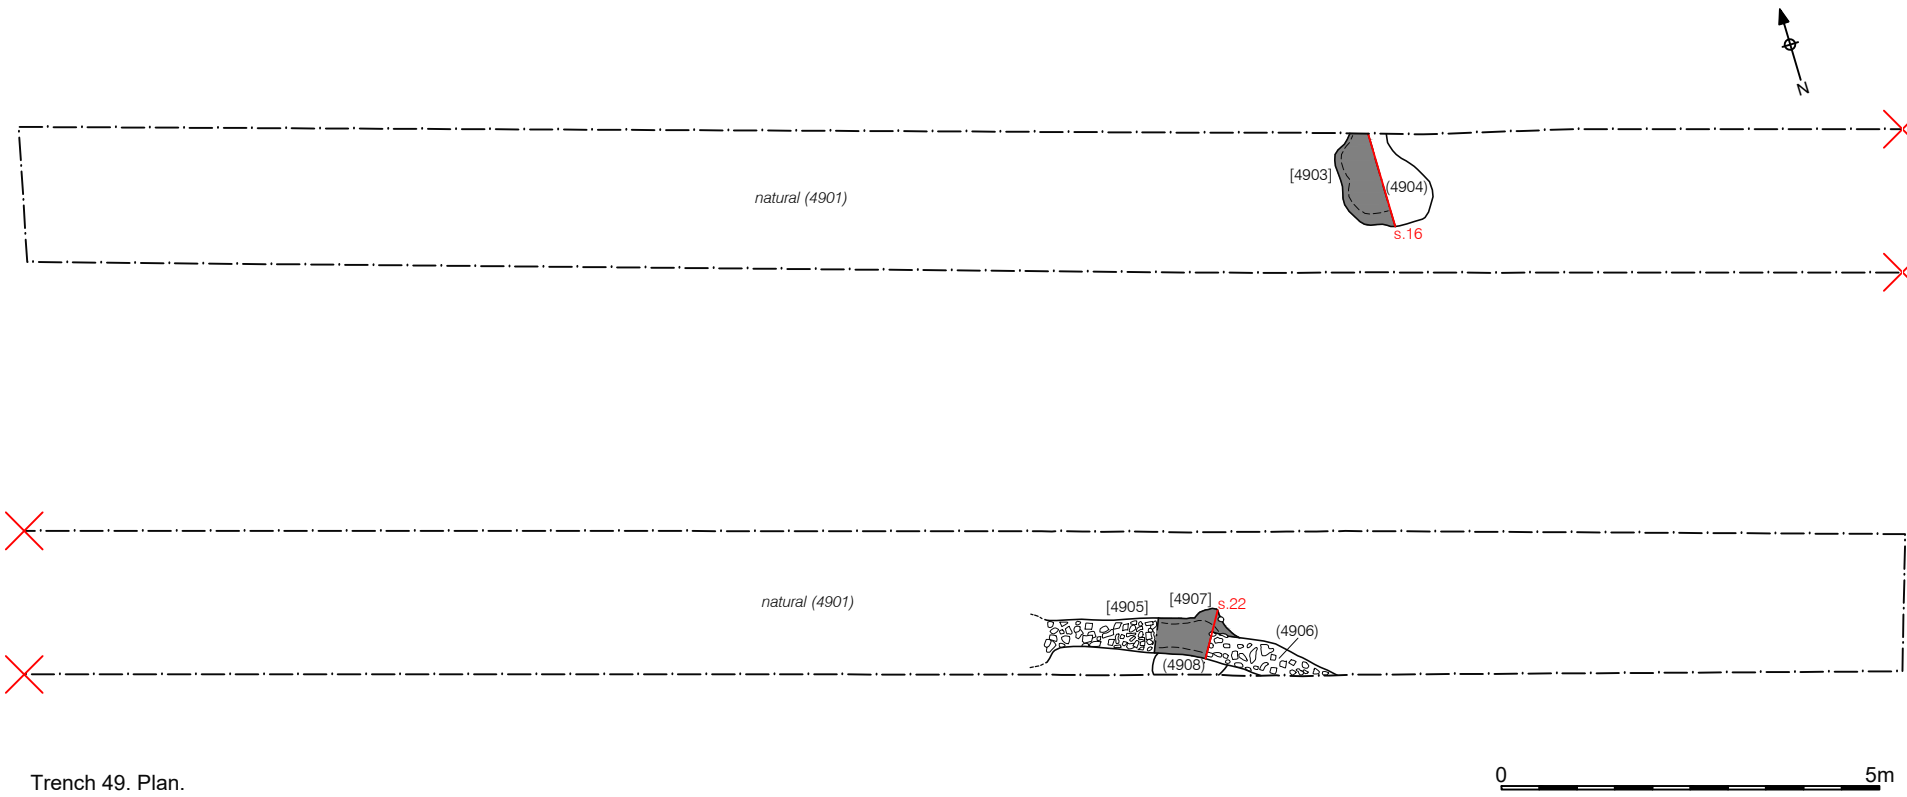 N
[4903]
(4904)
natural (4901)
s.16
[4907]
s.22
[4905]
natural (4901)
(4906)
(4908)
0 5m
Trench 49. Plan.